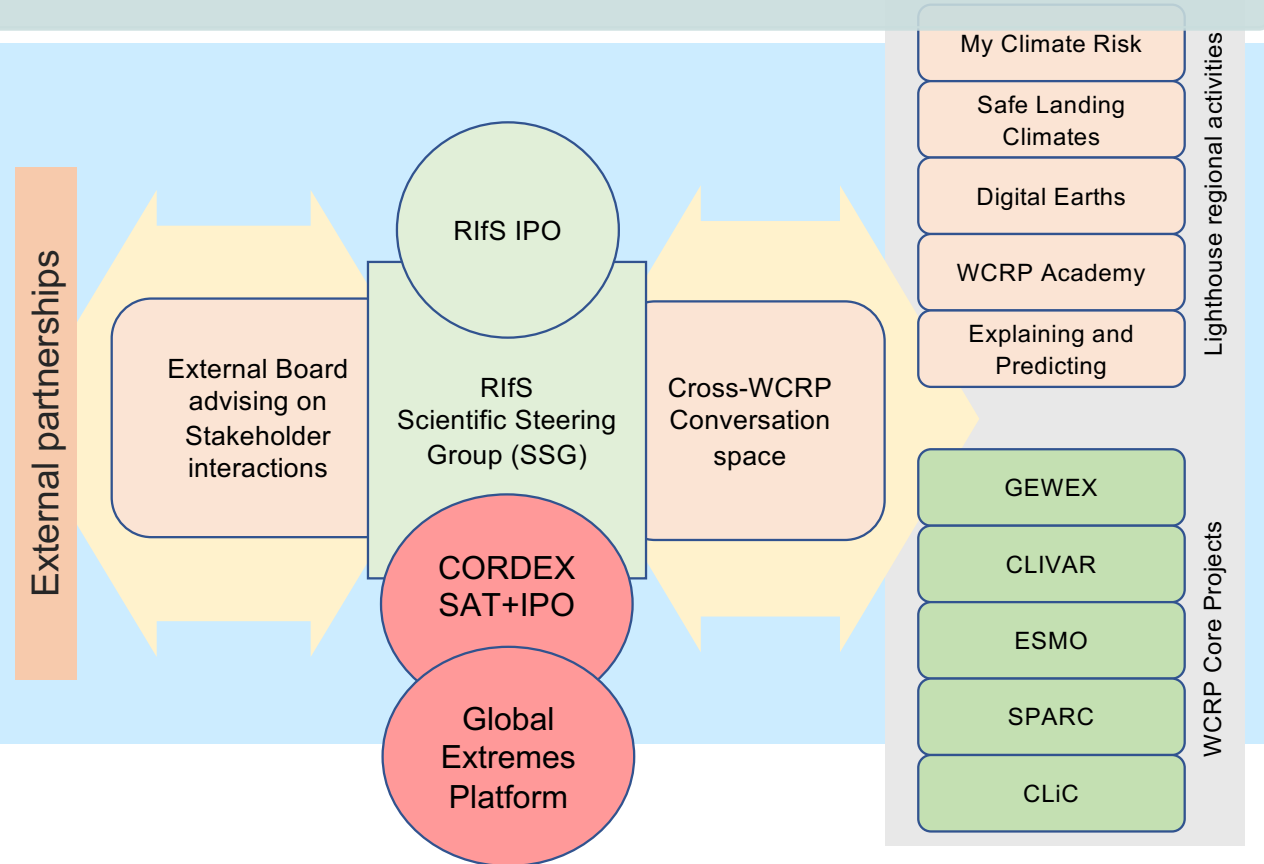 External partnerships
External Board
advising on
Stakeholder
interactions
RIfS IPO
RIfS
Scientific Steering
Group (SSG)
CORDEX
SAT+IPO
Global
Extremes
Platform
Cross-WCRP
Conversation
space
My Climate Risk
Safe Landing
Climates
Digital Earths
WCRP Academy
Explaining and
Predicting
Lighthouse regional activities
GEWEX
CLIVAR
ESMO
SPARC
CLiC
WCRP Core Projects